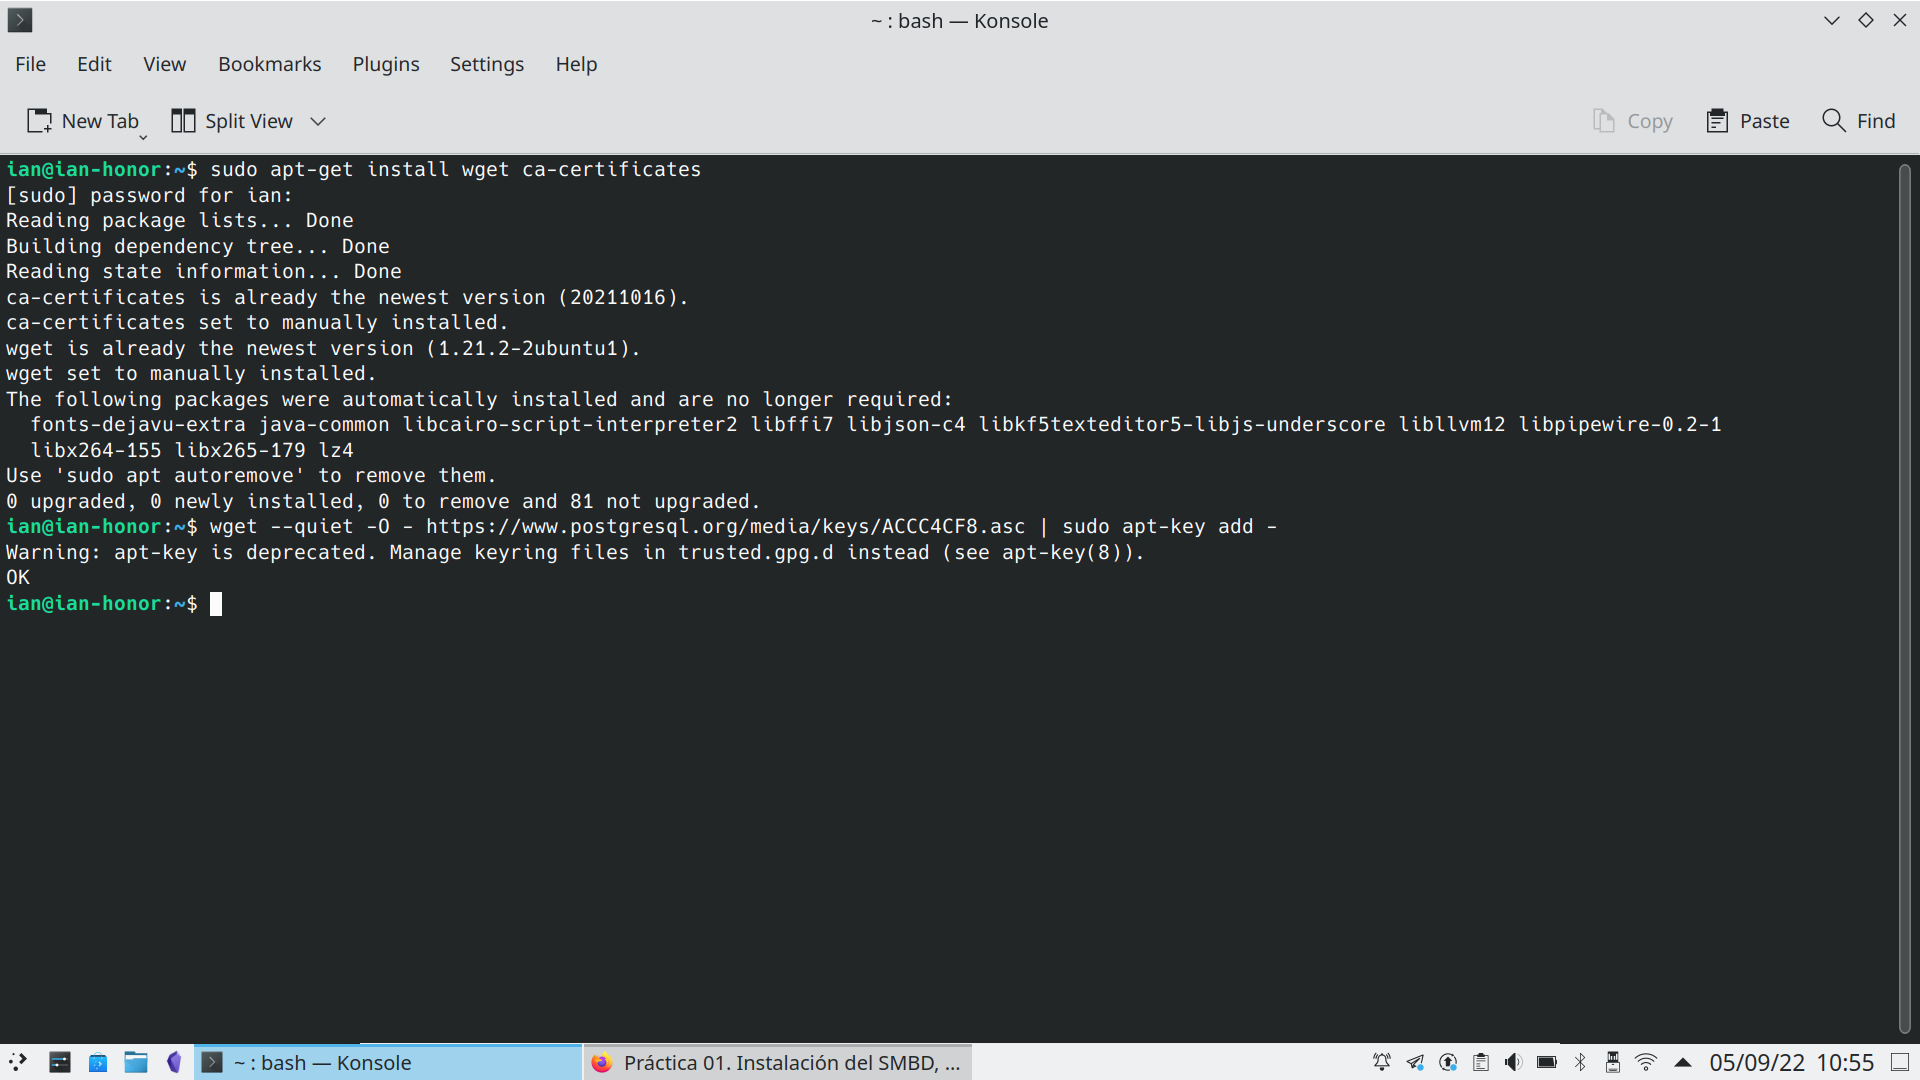 ~ : bash — Konsole
File Edit View Bookmarks Plugins Settings Help
New Tab Split View Copy Paste Find
ian@ian-honor:~$ sudo apt-get install wget ca-certificates
[sudo] password for ian:
Reading package lists... Done
Building dependency tree... Done
Reading state information... Done
ca-certificates is already the newest version (20211016).
ca-certificates set to manually installed.
wget is already the newest version (1.21.2-2ubuntu1).
wget set to manually installed.
The following packages were automatically installed and are no longer required:
  fonts-dejavu-extra java-common libcairo-script-interpreter2 libffi7 libjson-c4 libkf5texteditor5-libjs-underscore libllvm12 libpipewire-0.2-1
  libx264-155 libx265-179 lz4
Use 'sudo apt autoremove' to remove them.
0 upgraded, 0 newly installed, 0 to remove and 81 not upgraded.
ian@ian-honor:~$ wget --quiet -O - https://www.postgresql.org/media/keys/ACCC4CF8.asc | sudo apt-key add -
Warning: apt-key is deprecated. Manage keyring files in trusted.gpg.d instead (see apt-key(8)).
OK
ian@ian-honor:~$
~ : bash — Konsole Práctica 01. Instalación del SMBD, ... 05/09/22 10:55